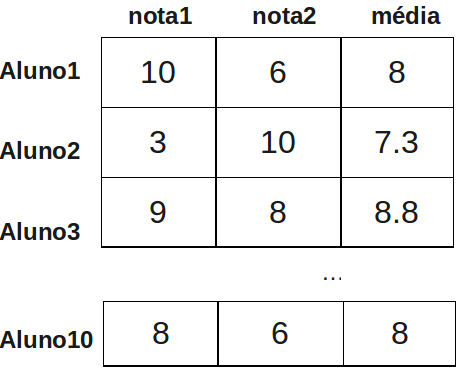 nota1 nota2 média
Aluno1 10 6 8
Aluno2 3 10 7.3
Aluno3 9 8 8.8
...
Aluno10 8 6 8